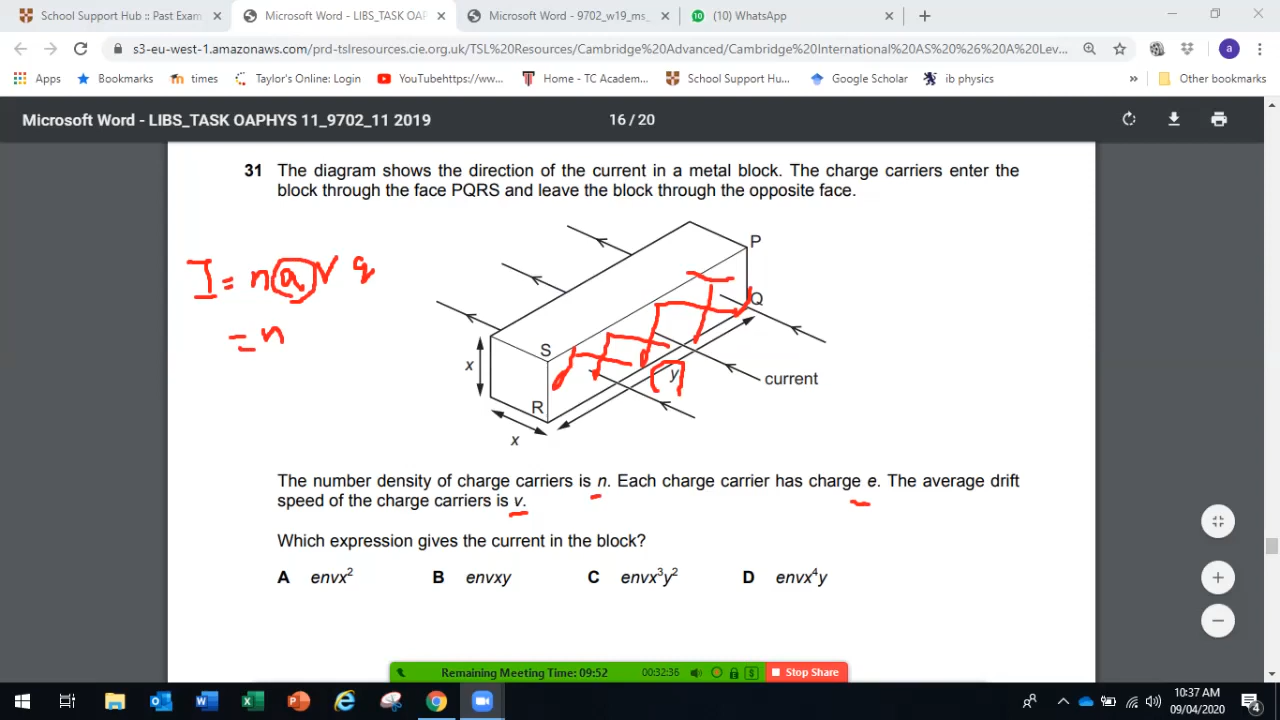 School Support Hub :: Past Exam
Microsoft Word - LIBS_TASK OAPH
Microsoft Word - 9702_w19_ms_
(10) WhatsApp
s3-eu-west-1.amazonaws.com/prd-tslresources.cie.org.uk/TSL%20Resources/Cambridge%20Advanced/Cambridge%20International%20AS%20%26%20A%20Lev...
a
Apps
Bookmarks
times
Taylor's Online: Login
YouTubehttps://ww...
Home - TC Academ...
School Support Hu...
Google Scholar
ib physics
»
Other bookmarks
Microsoft Word - LIBS_TASK OAPHYS 11_9702_11 2019
16 / 20
31 The diagram shows the direction of the current in a metal block. The charge carriers enter the
block through the face PQRS and leave the block through the opposite face.
P
I = n a v q
Q
= n
S
x
y
current
R
x
The number density of charge carriers is n. Each charge carrier has charge e. The average drift
speed of the charge carriers is v.
Which expression gives the current in the block?
A envx² B envxy C envx³y² D envx⁴y
Remaining Meeting Time: 09:52
00:32:36
Stop Share
10:37 AM
09/04/2020
4